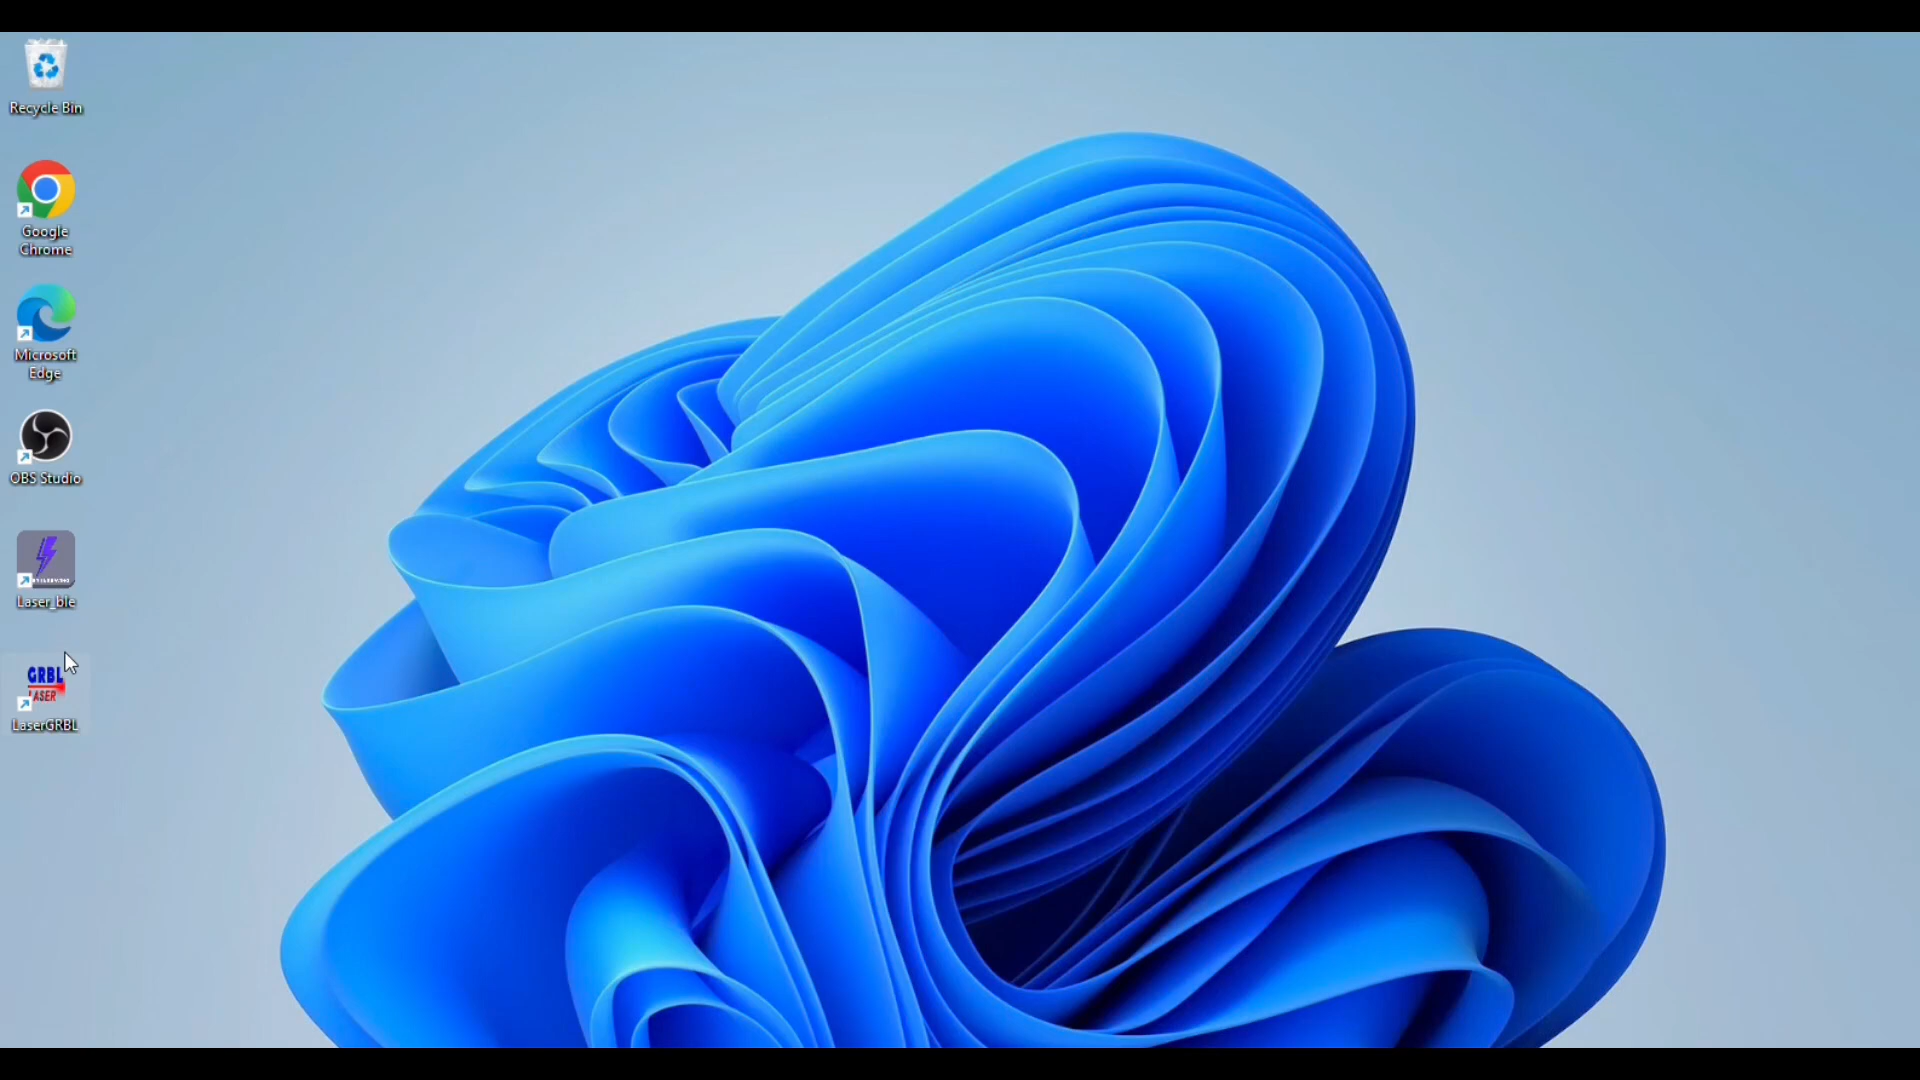 Recycle Bin
Google
Chrome
Microsoft
Edge
OBS Studio
Laser_ble
GRBL
LASER
LaserGRBL